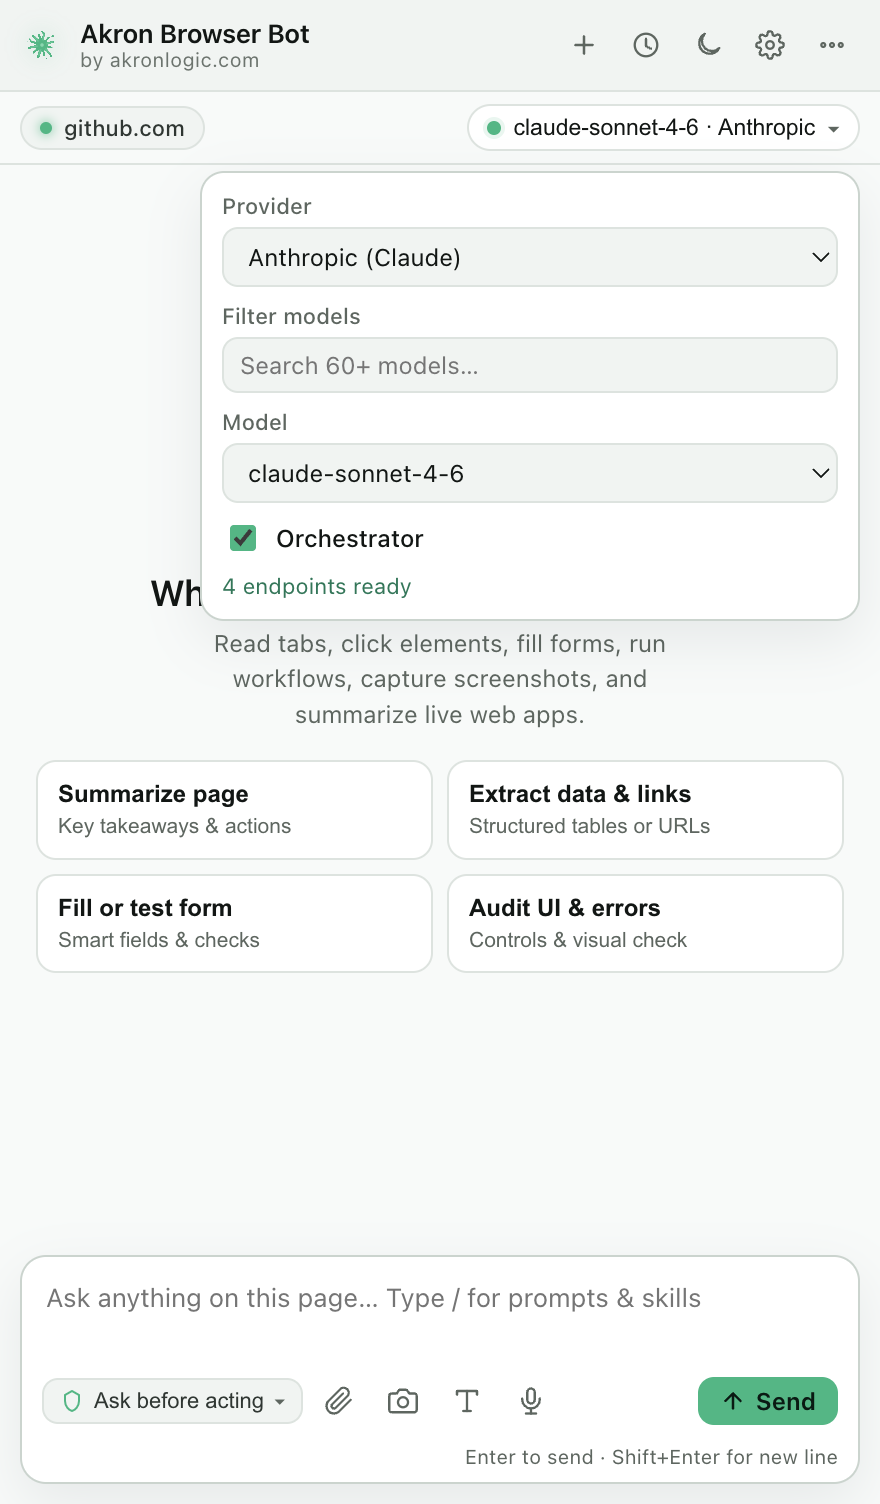 Akron Browser Bot
by akronlogic.com
github.com
claude-sonnet-4-6 · Anthropic
Provider
Anthropic (Claude)
Filter models
Search 60+ models...
Model
claude-sonnet-4-6
Orchestrator
4 endpoints ready
Wh
Read tabs, click elements, fill forms, run
workflows, capture screenshots, and
summarize live web apps.
Summarize page
Key takeaways & actions
Extract data & links
Structured tables or URLs
Fill or test form
Smart fields & checks
Audit UI & errors
Controls & visual check
Ask anything on this page... Type / for prompts & skills
Ask before acting
Send
Enter to send · Shift+Enter for new line